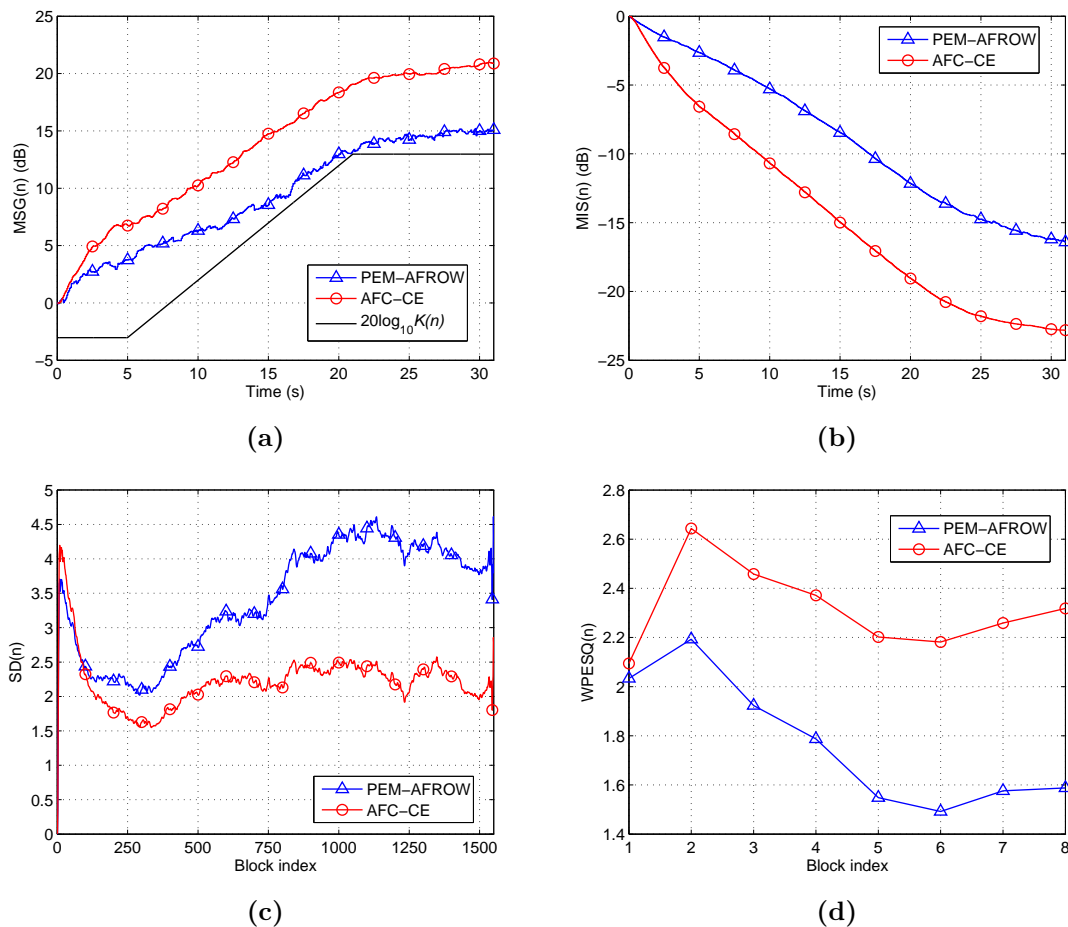 25
20
15
10
5
0
−5
MSG(n) (dB)
0 5 10 15 20 25 30
Time (s)
PEM−AFROW
AFC−CE
20log10K(n)
(a)
0
−5
−10
−15
−20
−25
MIS(n) (dB)
0 5 10 15 20 25 30
Time (s)
PEM−AFROW
AFC−CE
(b)
5
4.5
4
3.5
3
2.5
2
1.5
1
0.5
0
SD(n)
0 250 500 750 1000 1250 1500
Block index
PEM−AFROW
AFC−CE
(c)
2.8
2.6
2.4
2.2
2
1.8
1.6
1.4
WPESQ(n)
1 2 3 4 5 6 7 8
Block index
PEM−AFROW
AFC−CE
(d)